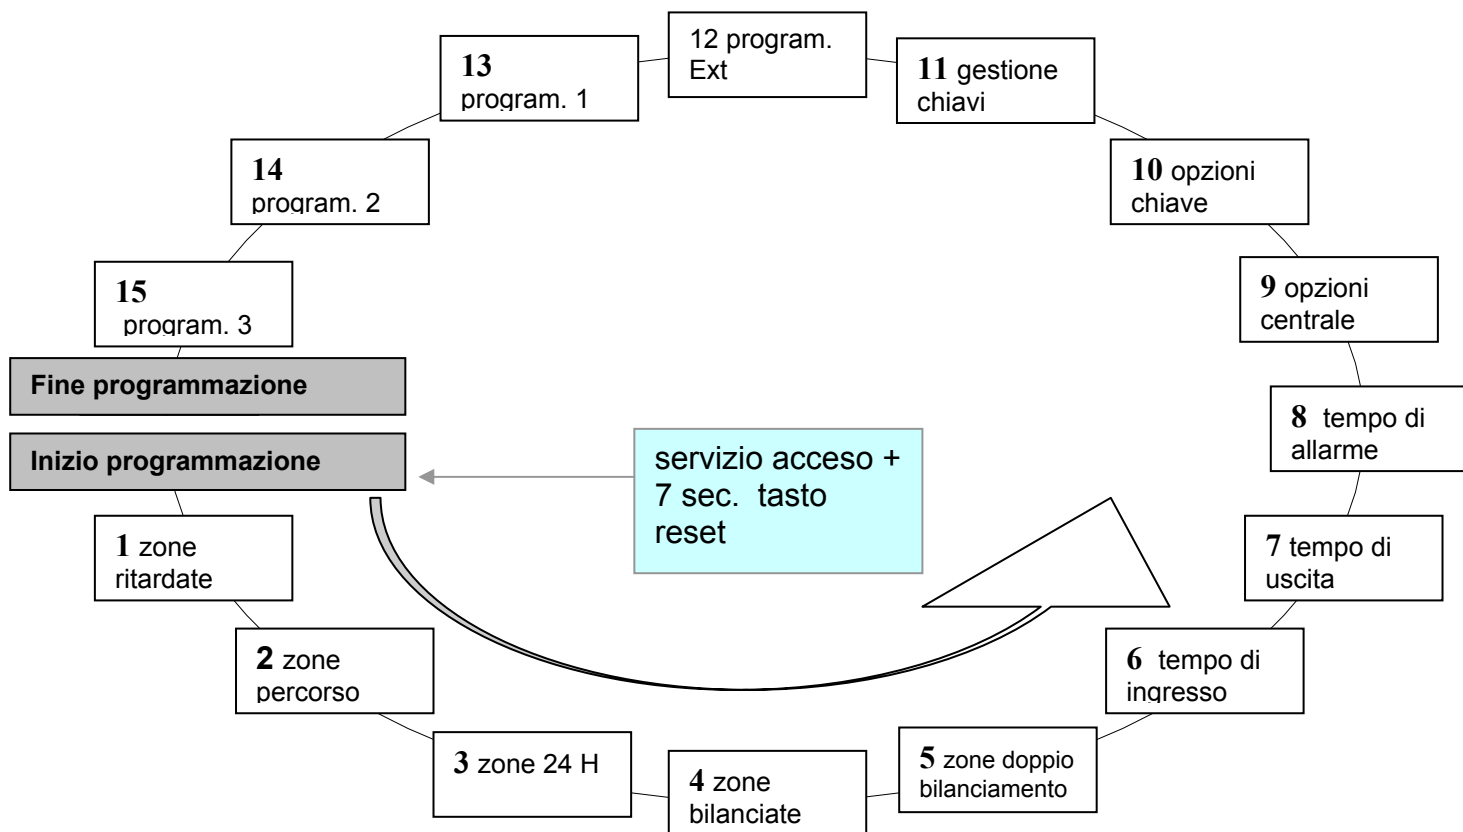 12 program.
Ext
13
program. 1
11 gestione
chiavi
14
program. 2
10 opzioni
chiave
15
program. 3
9 opzioni
centrale
Fine programmazione
8 tempo di
allarme
Inizio programmazione
servizio acceso +
7 sec. tasto
reset
1 zone
ritardate
7 tempo di
uscita
2 zone
percorso
6 tempo di
ingresso
3 zone 24 H
4 zone
bilanciate
5 zone doppio
bilanciamento